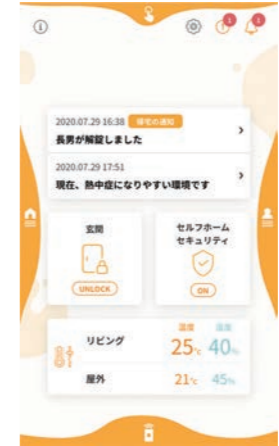 1
1
2020.07.29 16:38 帰宅の通知
長男が解錠しました
2020.07.29 17:51
現在、熱中症になりやすい環境です
玄関
UNLOCK
セルフホーム
セキュリティ
ON
温度 湿度
リビング 25℃ 40%
屋外 21℃ 45%